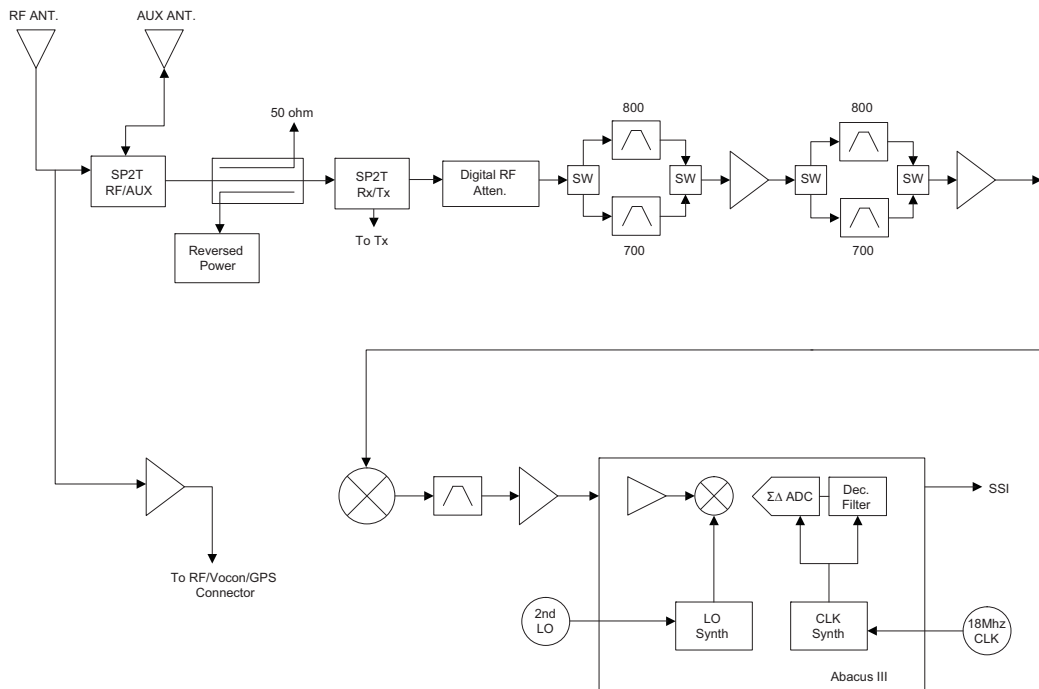 RF ANT.
AUX ANT.
50 ohm
800
800
SP2T
RF/AUX
SP2T
Rx/Tx
Digital RF
Atten.
SW
SW
SW
SW
To Tx
Reversed
Power
700
700
ΣΔ ADC
Dec.
Filter
SSI
To RF/Vocon/GPS
Connector
2nd
LO
LO
Synth
CLK
Synth
18Mhz
CLK
Abacus III